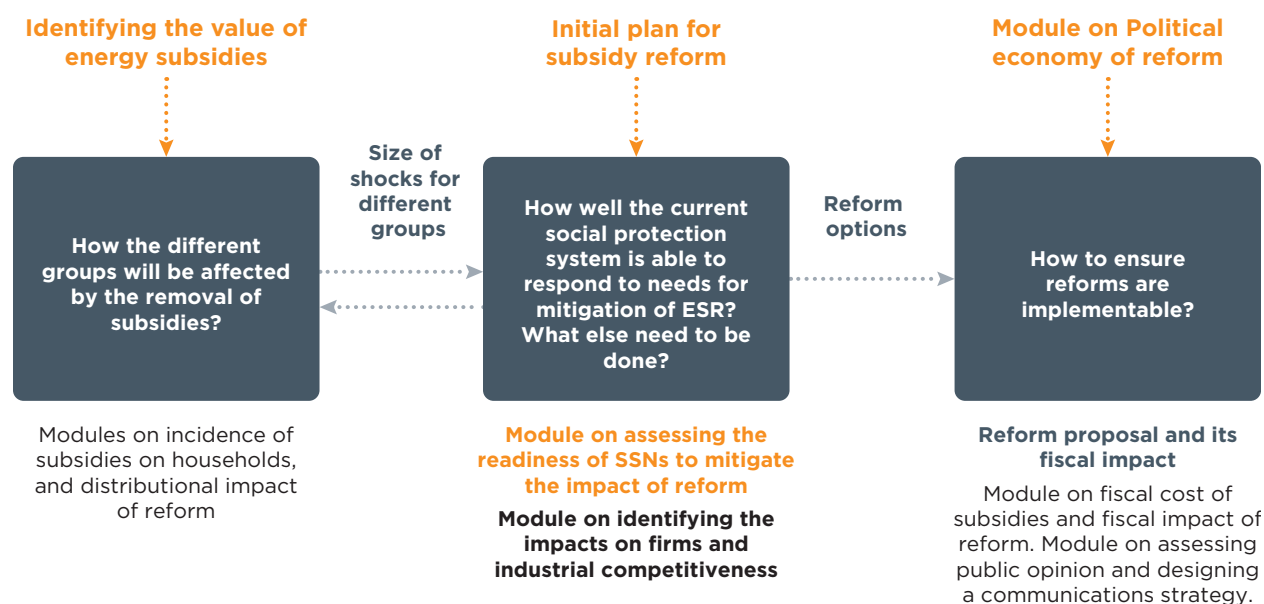 Identifying the value of
energy subsidies
Initial plan for
subsidy reform
Module on Political
economy of reform
How the different
groups will be affected
by the removal of
subsidies?
Size of
shocks for
different
groups
How well the current
social protection
system is able to
respond to needs for
mitigation of ESR?
What else need to be
done?
Reform
options
How to ensure
reforms are
implementable?
Modules on incidence of
subsidies on households,
and distributional impact
of reform
Module on assessing the
readiness of SSNs to mitigate
the impact of reform
Module on identifying the
impacts on firms and
industrial competitiveness
Reform proposal and its
fiscal impact
Module on fiscal cost of
subsidies and fiscal impact of
reform. Module on assessing
public opinion and designing
a communications strategy.